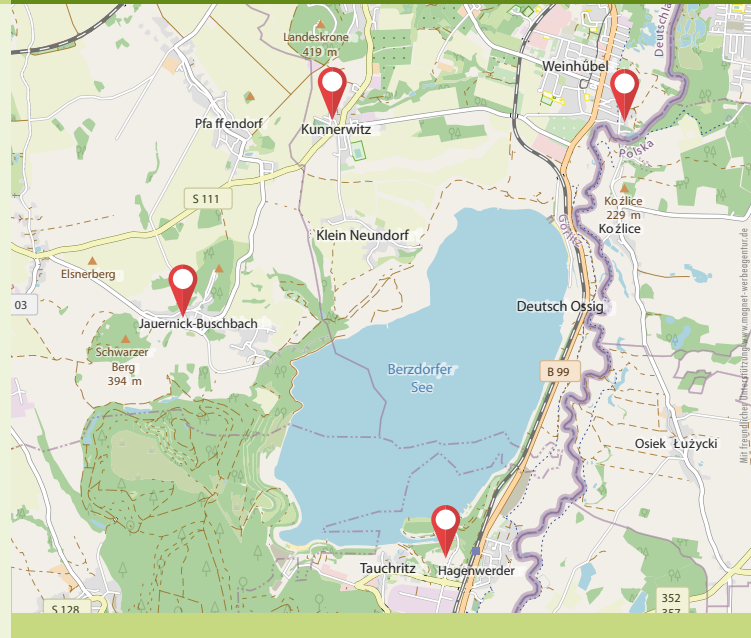 Deutschla
Landeskrone
419 m
Weinhübel
Pfaffendorf
Kunnerwitz
Polska
S 111
Koźlice
229 m
Koźlice
Klein Neundorf
Görlitz
Elsnerberg
03
Deutsch Ossig
Jauernick-Buschbach
Schwarzer
Berg
394 m
Berzdorfer
See
B 99
Osiek Łużycki
Tauchritz
Hagenwerder
S 128
352
357
Mit freundlicher Unterstützung www.magnet-werbeagentur.de